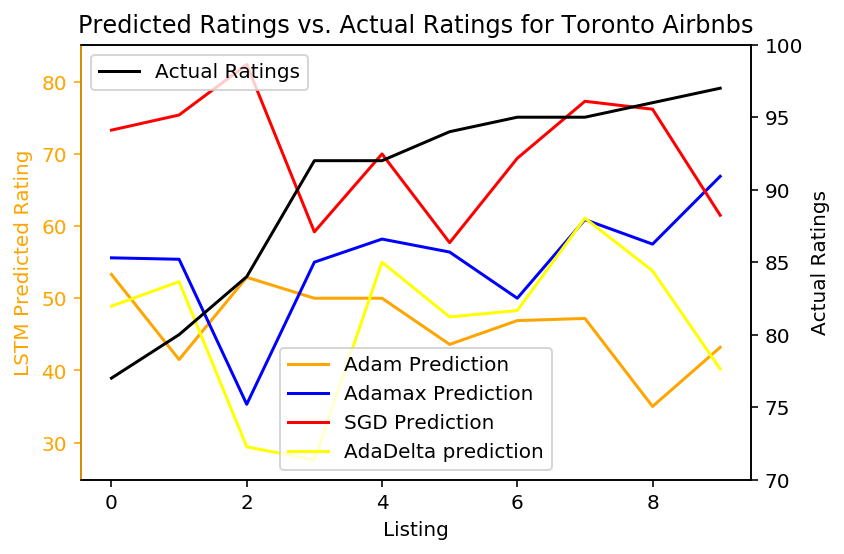 Predicted Ratings vs. Actual Ratings for Toronto Airbnbs
Actual Ratings
80
70
60
50
40
30
LSTM Predicted Rating
100
95
90
85
80
75
70
Actual Ratings
Adam Prediction
Adamax Prediction
SGD Prediction
AdaDelta prediction
0 2 4 6 8
Listing